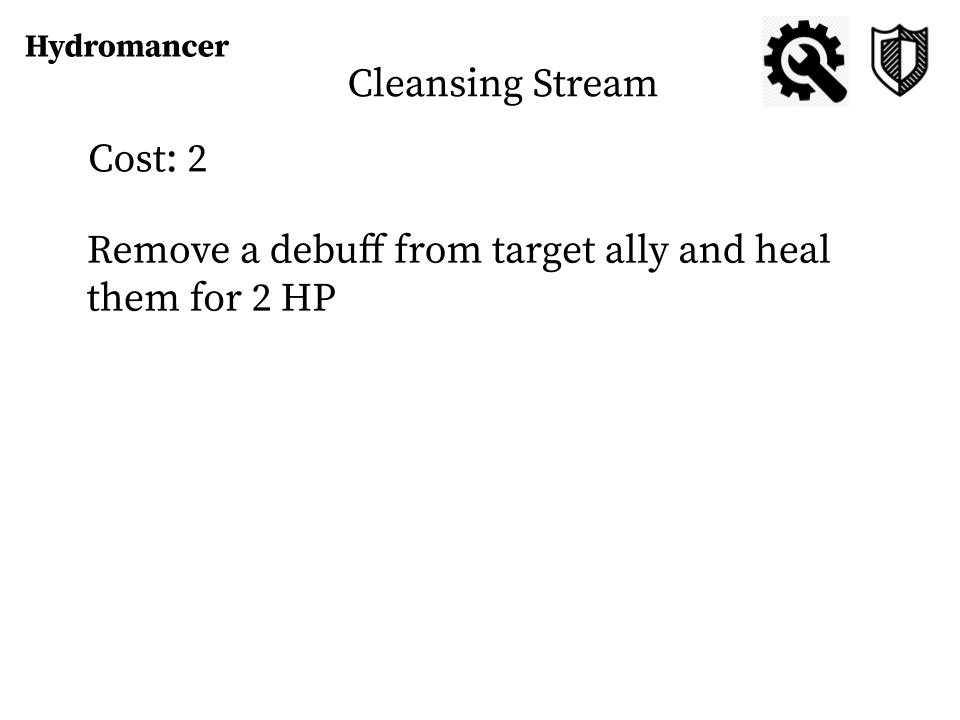 Hydromancer
Cleansing Stream
Cost: 2
Remove a debuff from target ally and heal
them for 2 HP